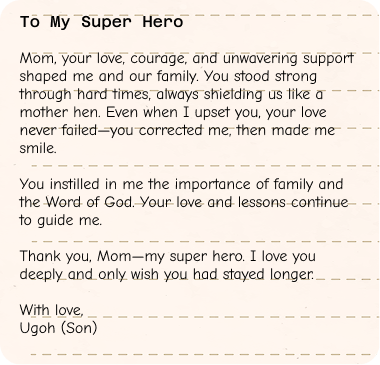 To My Super Hero
Mom, your love, courage, and unwavering support
shaped me and our family. You stood strong
through hard times, always shielding us like a
mother hen. Even when I upset you, your love
never failed—you corrected me, then made me
smile.
You instilled in me the importance of family and
the Word of God. Your love and lessons continue
to guide me.
Thank you, Mom—my super hero. I love you
deeply and only wish you had stayed longer.
With love,
Ugoh (Son)